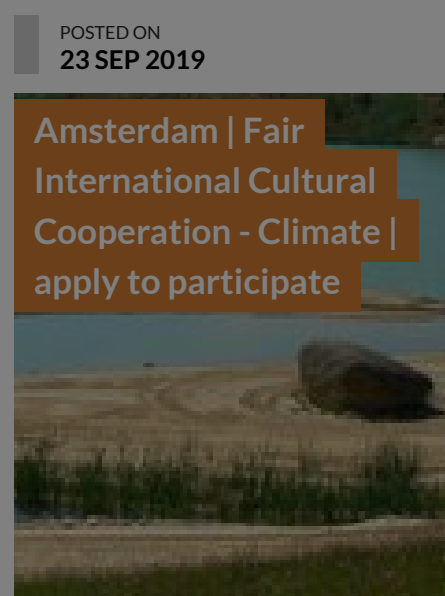 POSTED ON
23 SEP 2019
Amsterdam | Fair
International Cultural
Cooperation - Climate |
apply to participate